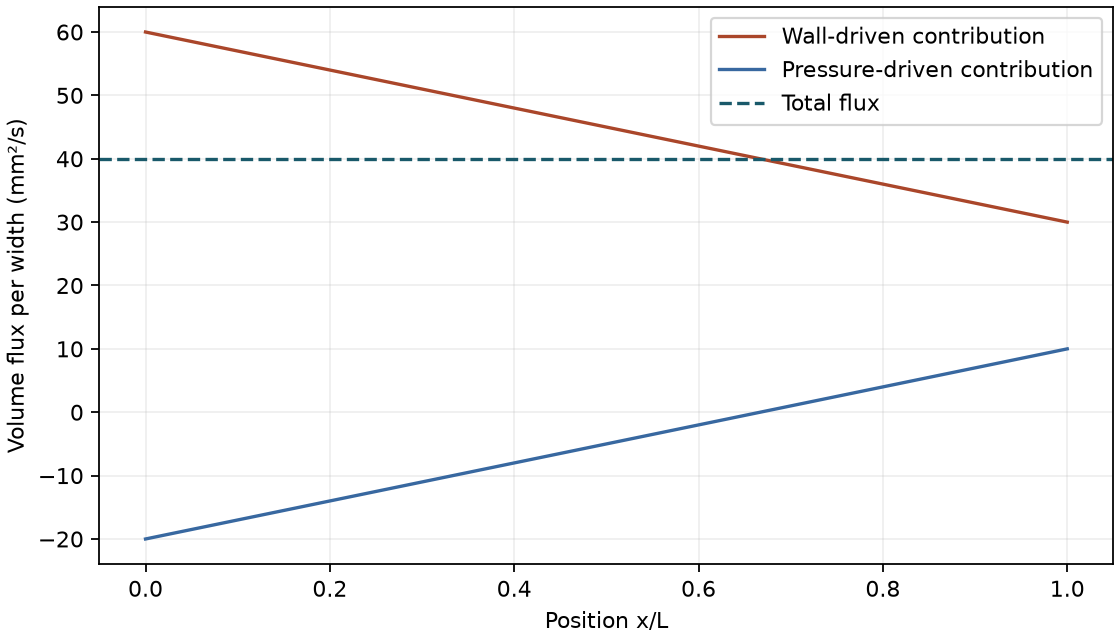 Wall-driven contribution
Pressure-driven contribution
Total flux
Volume flux per width (mm²/s)
60
50
40
30
20
10
0
−10
−20
0.0 0.2 0.4 0.6 0.8 1.0
Position x/L